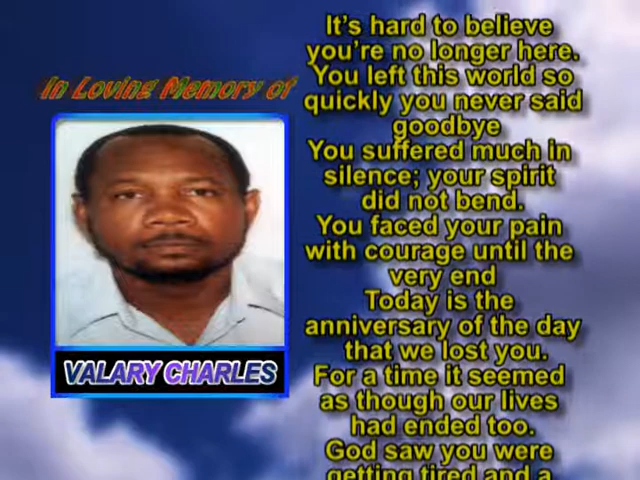 In Loving Memory of
VALARY CHARLES
It's hard to believe
you're no longer here.
You left this world so
quickly you never said
goodbye
You suffered much in
silence; your spirit
did not bend.
You faced your pain
with courage until the
very end
Today is the
anniversary of the day
that we lost you.
For a time it seemed
as though our lives
had ended too.
God saw you were
getting tired and a